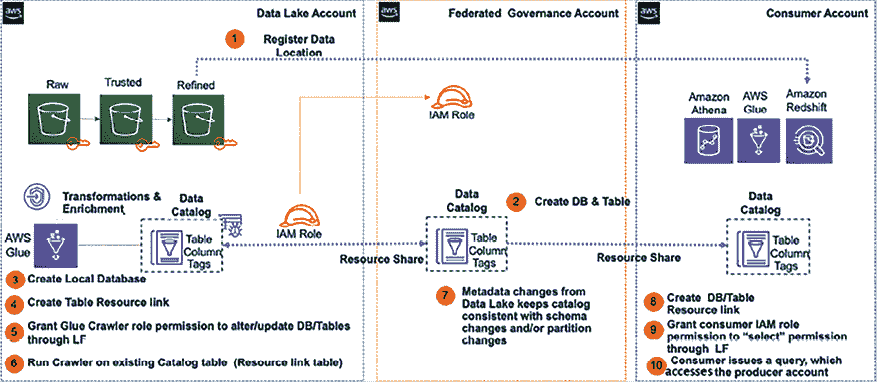 aws
Data Lake Account
aws
Federated Governance Account
aws
Consumer Account
1
Register Data
Location
Raw
Trusted
Refined
IAM Role
Amazon
Athena
AWS
Glue
Amazon
Redshift
Transformations &
Enrichment
Data
Catalog
IAM Role
Data
Catalog
2
Create DB & Table
Data
Catalog
AWS
Glue
Table
Column
Tags
Resource Share
Table
Column
Tags
Resource Share
Table
Column
Tags
3 Create Local Database
4 Create Table Resource link
5 Grant Glue Crawler role permission to alter/update DB/Tables
through LF
6 Run Crawler on existing Catalog table (Resource link table)
7 Metadata changes from
Data Lake keeps catalog
consistent with schema
changes and/or partition
changes
8 Create DB/Table
Resource link
9 Grant consumer IAM role
permission to "select" permission
through LF
10 Consumer issues a query, which
accesses the producer account